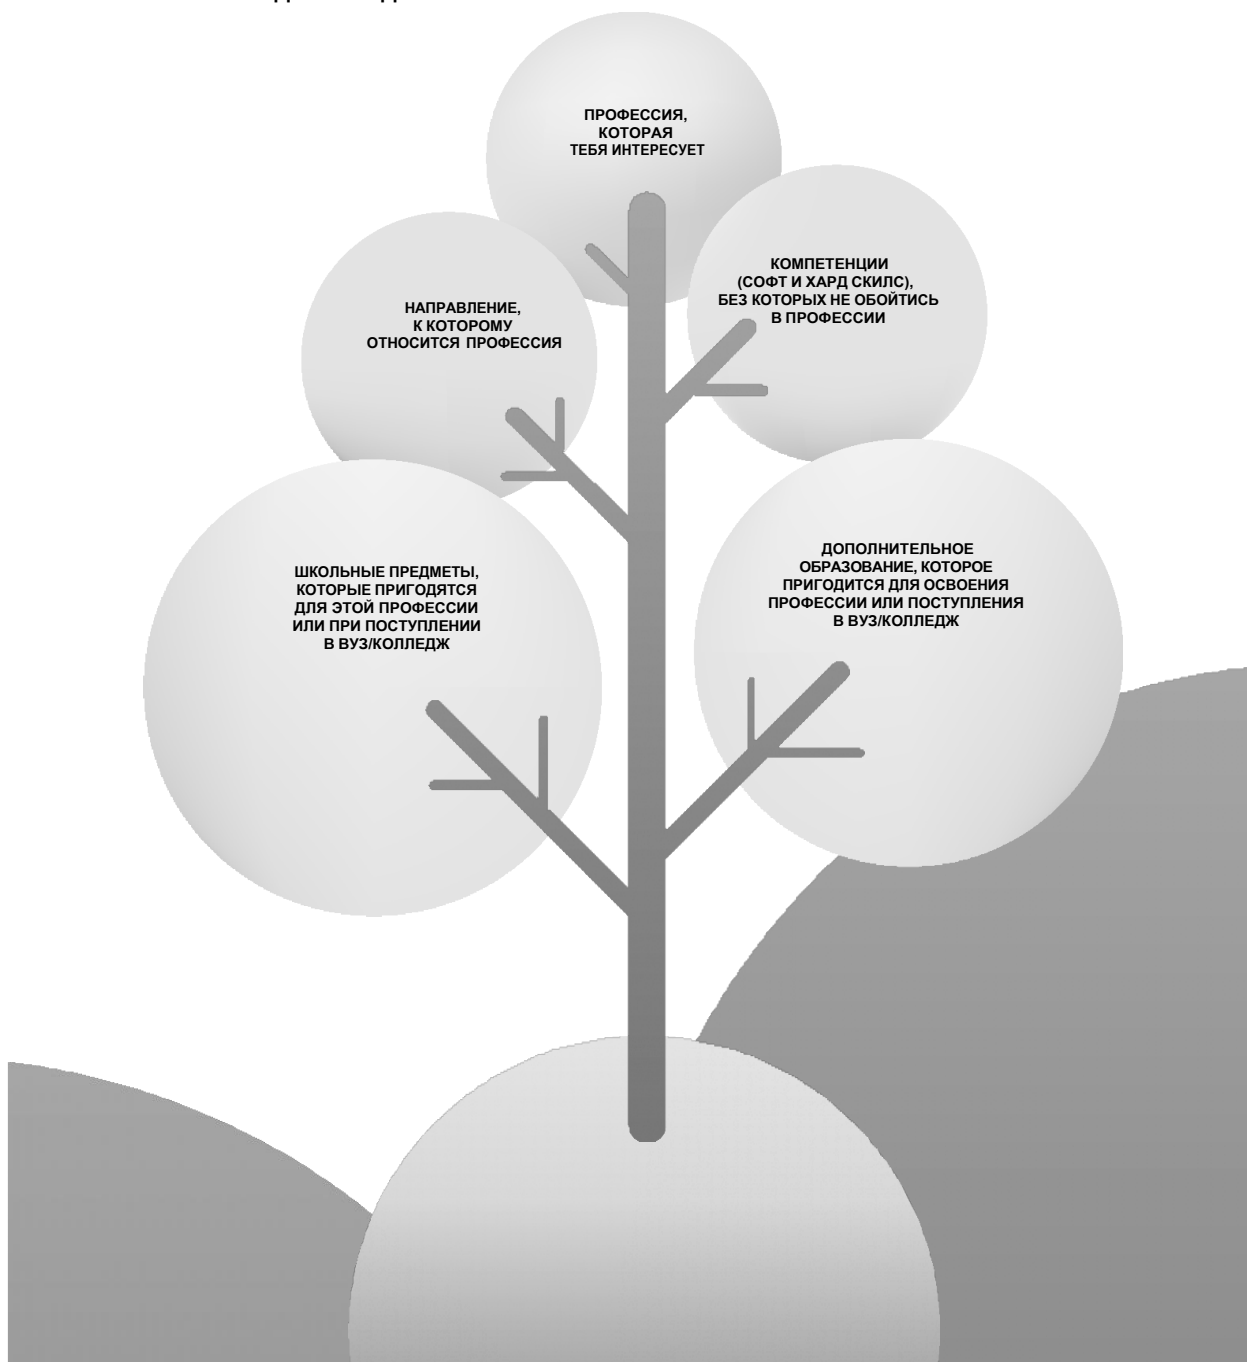 ПРОФЕССИЯ,
КОТОРАЯ
ТЕБЯ ИНТЕРЕСУЕТ
КОМПЕТЕНЦИИ
(СОФТ И ХАРД СКИЛС),
БЕЗ КОТОРЫХ НЕ ОБОЙТИСЬ
В ПРОФЕССИИ
НАПРАВЛЕНИЕ,
К КОТОРОМУ
ОТНОСИТСЯ ПРОФЕССИЯ
ШКОЛЬНЫЕ ПРЕДМЕТЫ,
КОТОРЫЕ ПРИГОДЯТСЯ
ДЛЯ ЭТОЙ ПРОФЕССИИ
ИЛИ ПРИ ПОСТУПЛЕНИИ
В ВУЗ/КОЛЛЕДЖ
ДОПОЛНИТЕЛЬНОЕ
ОБРАЗОВАНИЕ, КОТОРОЕ
ПРИГОДИТСЯ ДЛЯ ОСВОЕНИЯ
ПРОФЕССИИ ИЛИ ПОСТУПЛЕНИЯ
В ВУЗ/КОЛЛЕДЖ